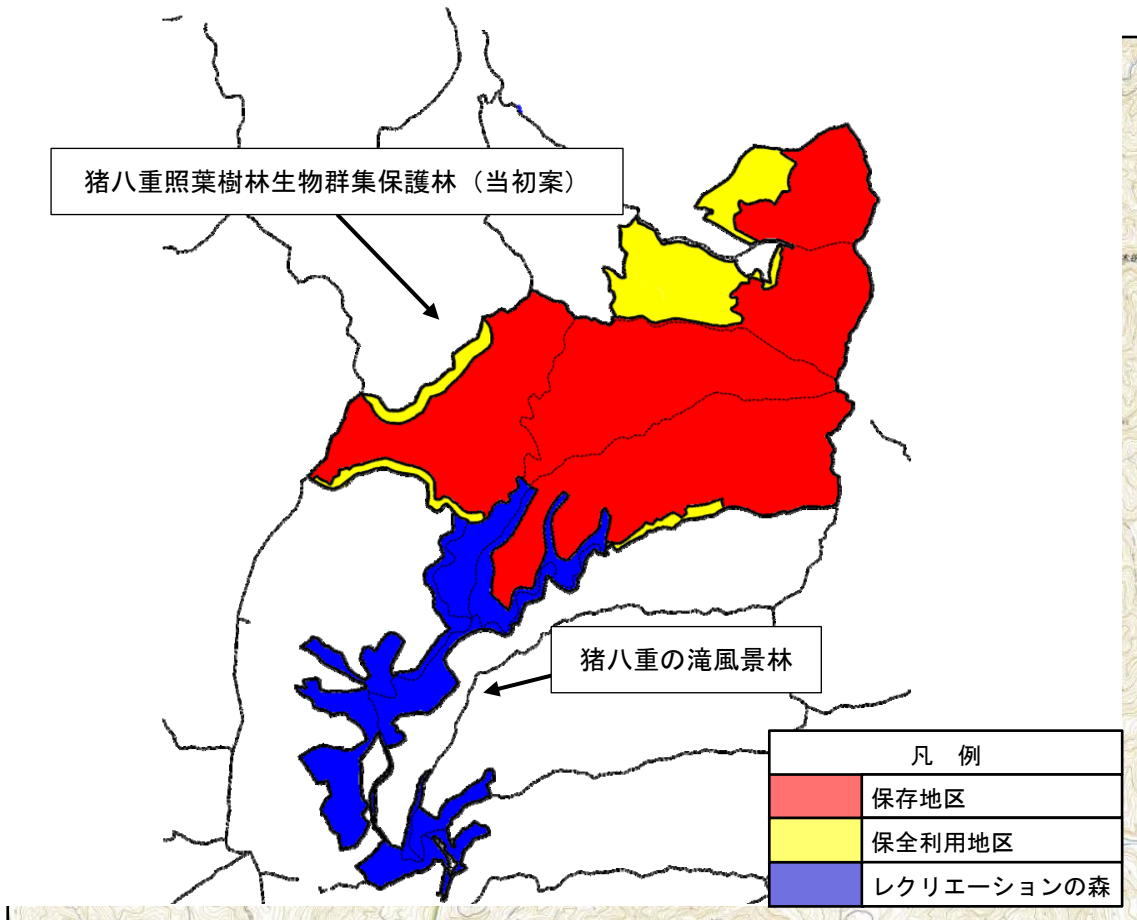 猪八重照葉樹林生物群集保護林（当初案）
猪八重の滝風景林
凡　例
保存地区
保全利用地区
レクリエーションの森